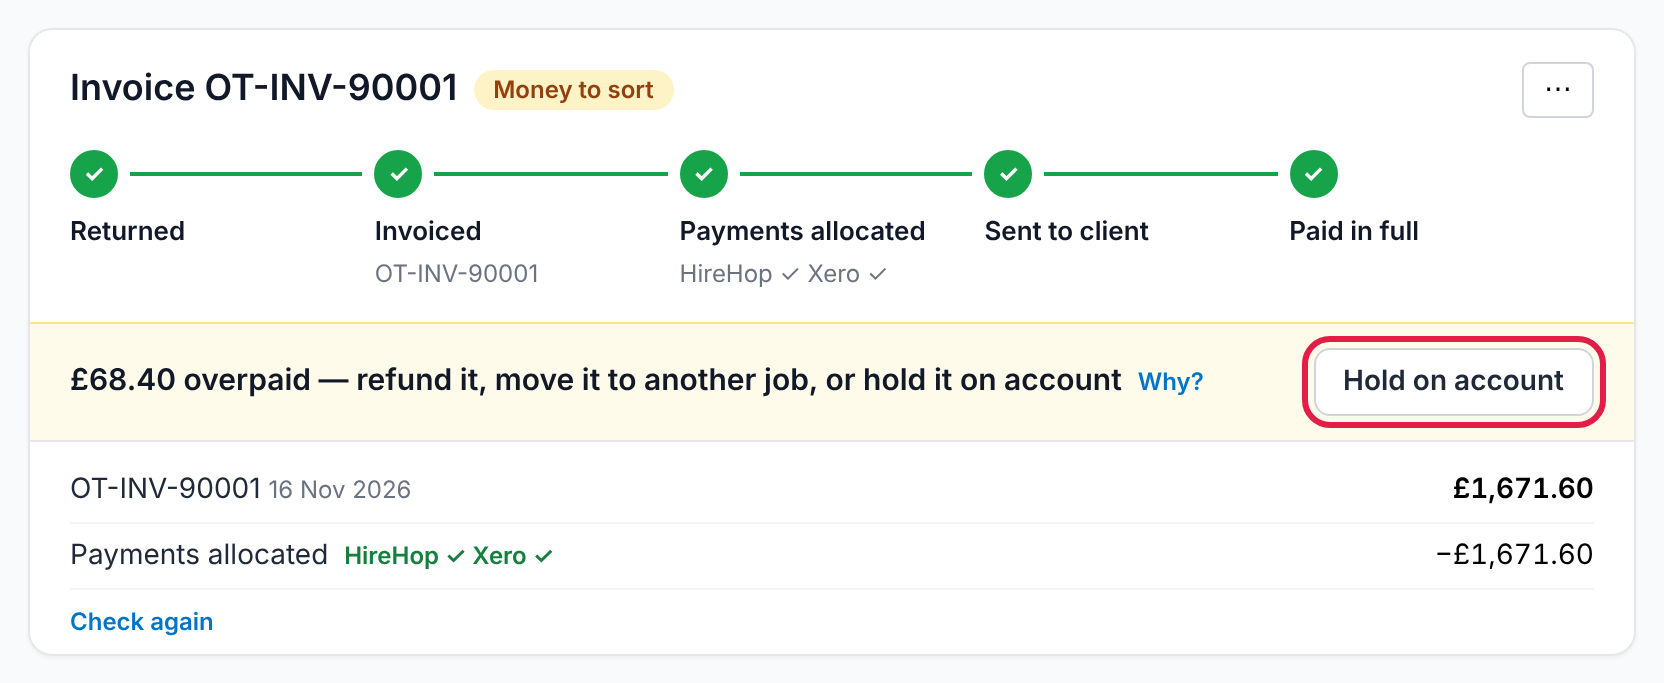 Invoice OT-INV-90001 Money to sort ...
Returned Invoiced Payments allocated Sent to client Paid in full
OT-INV-90001 HireHop ✓ Xero ✓
£68.40 overpaid — refund it, move it to another job, or hold it on account Why? Hold on account
OT-INV-90001 16 Nov 2026 £1,671.60
Payments allocated HireHop ✓ Xero ✓ −£1,671.60
Check again